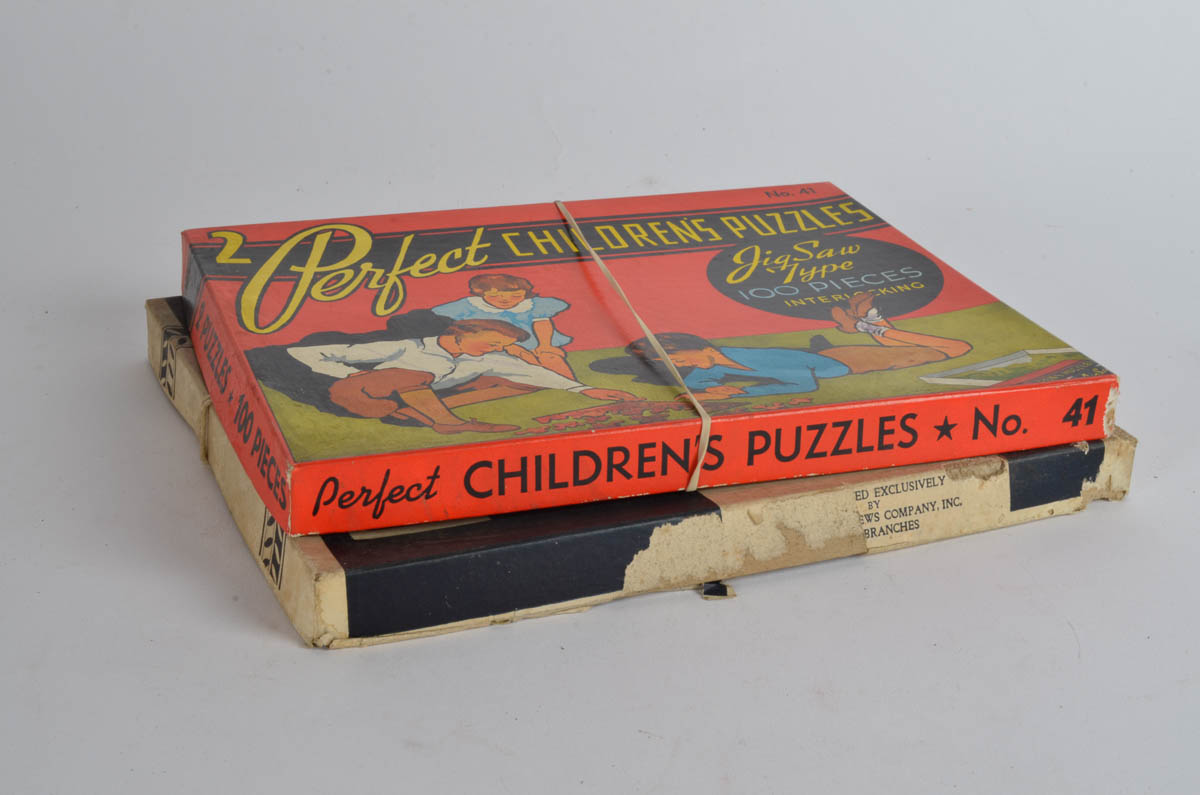 No. 41
2 Perfect CHILDREN'S PUZZLES
Jig Saw
Type
100 PIECES
INTERLOCKING
PUZZLES ★ 100 PIECES
Perfect CHILDREN'S PUZZLES ★ No. 41
ED EXCLUSIVELY
BY
EWS COMPANY, INC.
BRANCHES